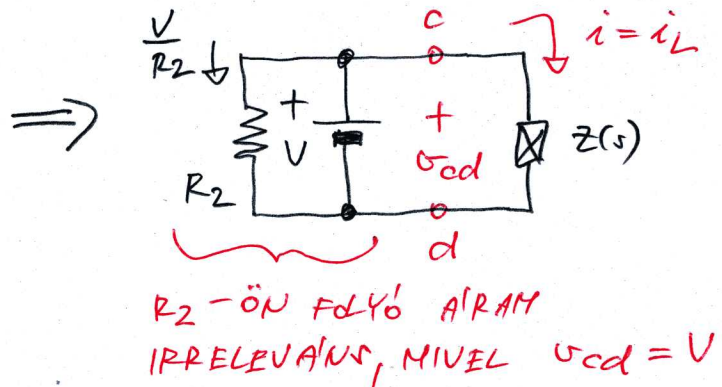 V/R2
c
i = iL
+
V
+
vcd
Z(s)
R2
d
R2-ÖN FOLYÓ ÁRAM
IRRELEVÁNS, MIVEL vcd = V